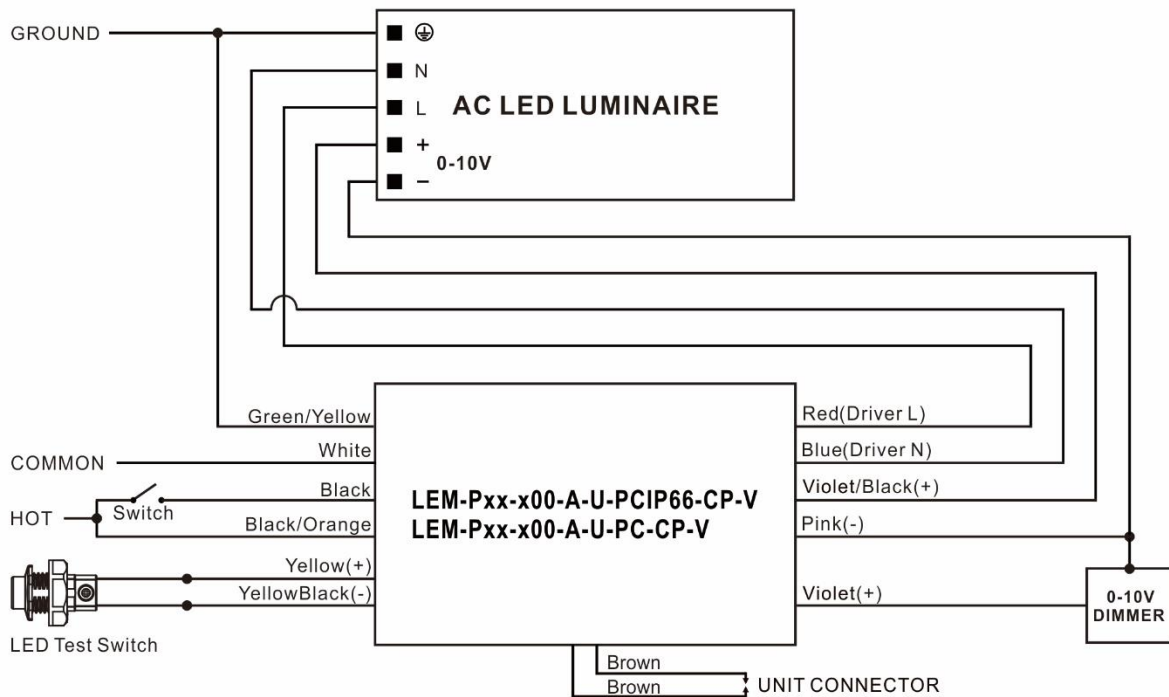 GROUND
N
L
+
0-10V
−
AC LED LUMINAIRE
Green/Yellow
White
COMMON
Black
Switch
HOT
Black/Orange
Yellow(+)
YellowBlack(-)
LED Test Switch
LEM-Pxx-x00-A-U-PCIP66-CP-V
LEM-Pxx-x00-A-U-PC-CP-V
Red(Driver L)
Blue(Driver N)
Violet/Black(+)
Pink(-)
Violet(+)
0-10V
DIMMER
Brown
Brown
UNIT CONNECTOR